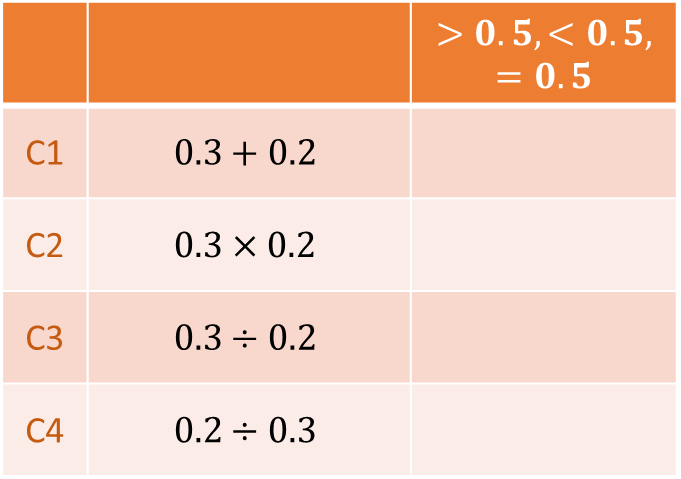 > 0.5, < 0.5,
= 0.5
C1 0.3 + 0.2
C2 0.3 × 0.2
C3 0.3 ÷ 0.2
C4 0.2 ÷ 0.3